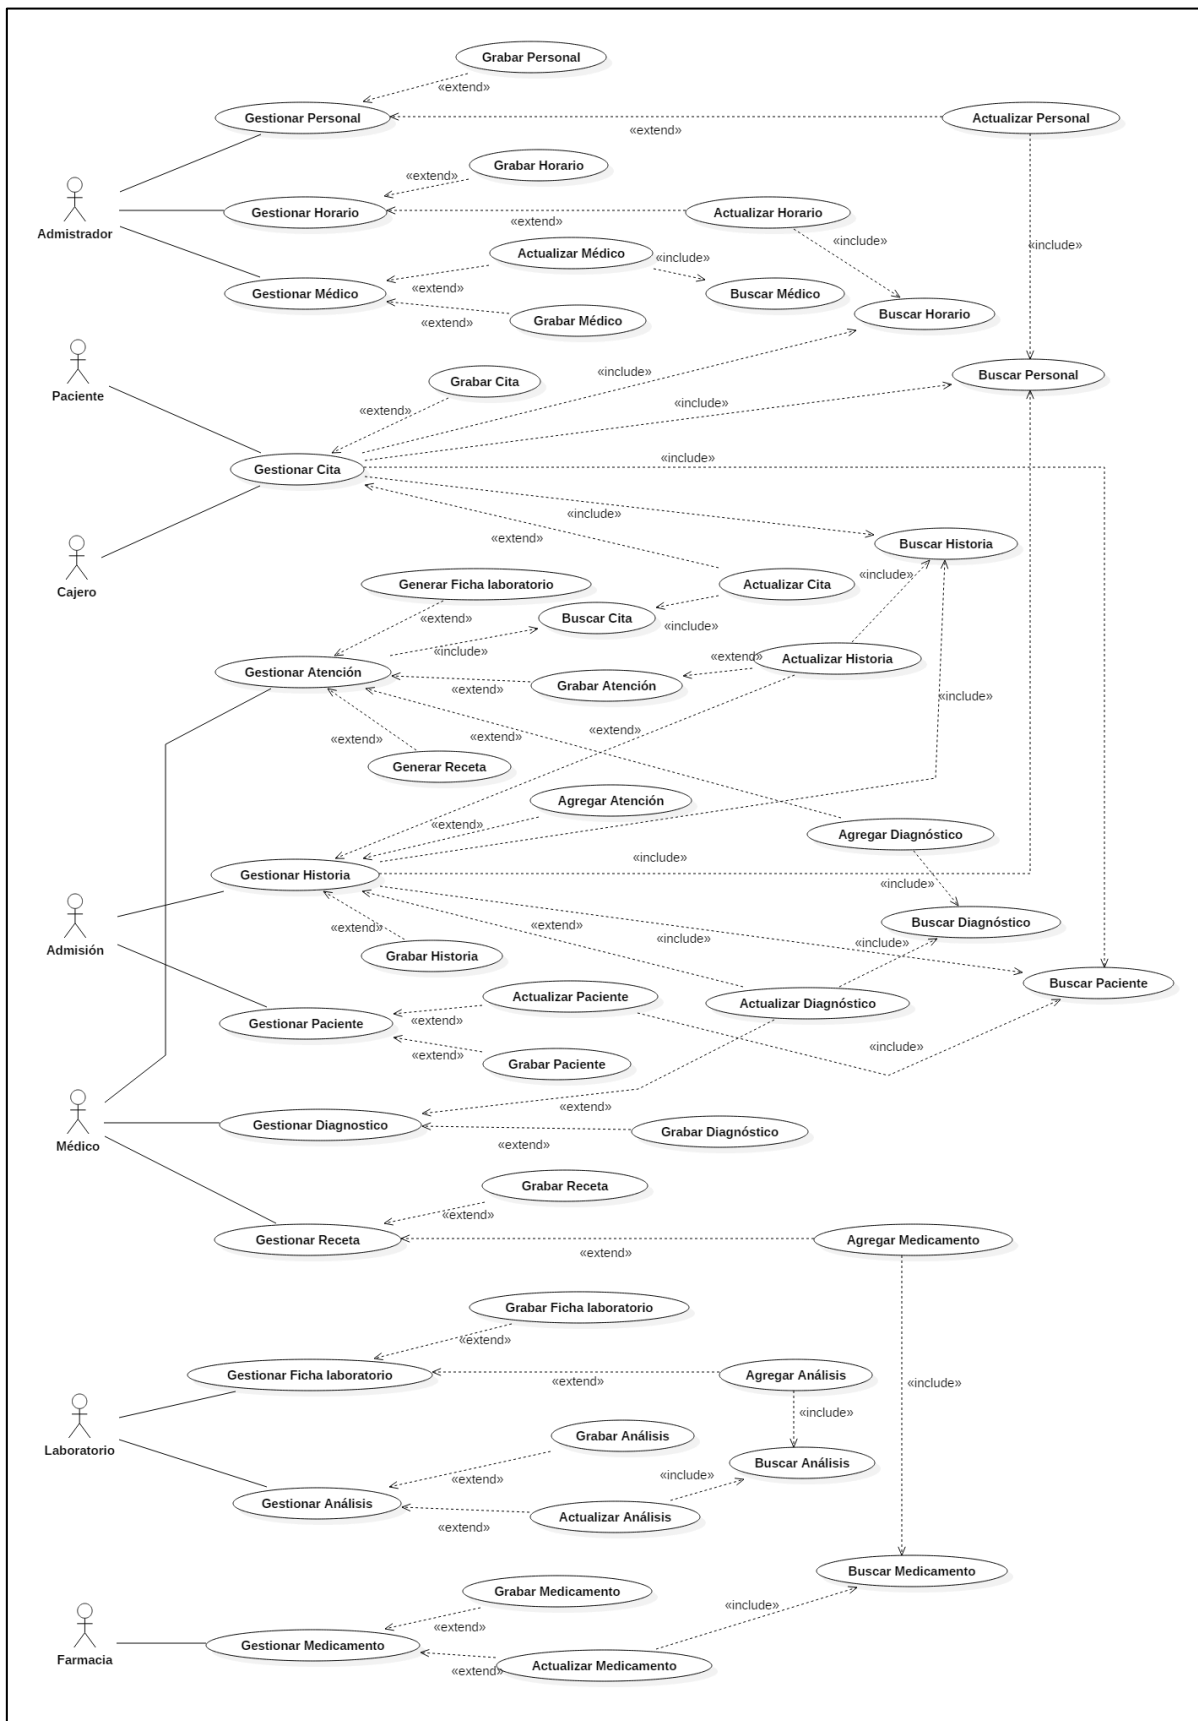 Grabar Personal
«extend»
Gestionar Personal
Actualizar Personal
«extend»
Grabar Horario
«extend»
Admistrador
Gestionar Horario
Actualizar Horario
«extend»
«include»
«include»
Actualizar Médico
«include»
Gestionar Médico
«extend»
Buscar Médico
Buscar Horario
«extend»
Grabar Médico
Paciente
Grabar Cita
«include»
Buscar Personal
«extend»
«include»
Gestionar Cita
«include»
«include»
«extend»
Buscar Historia
Cajero
Generar Ficha laboratorio
Actualizar Cita
«include»
«extend»
Buscar Cita
«include»
«include»
Gestionar Atención
«extend»
Actualizar Historia
«extend»
Grabar Atención
«include»
«extend»
«extend»
«extend»
Generar Receta
Agregar Atención
«extend»
Agregar Diagnóstico
«include»
Gestionar Historia
«include»
Admisión
«extend»
«extend»
«include»
Buscar Diagnóstico
«include»
Grabar Historia
Buscar Paciente
Actualizar Paciente
Actualizar Diagnóstico
Gestionar Paciente
«extend»
«include»
«extend»
Grabar Paciente
Médico
«extend»
Gestionar Diagnostico
Grabar Diagnóstico
«extend»
Grabar Receta
«extend»
Gestionar Receta
Agregar Medicamento
«extend»
Grabar Ficha laboratorio
«extend»
Gestionar Ficha laboratorio
Agregar Análisis
«extend»
«include»
«include»
Laboratorio
Grabar Análisis
Buscar Análisis
«extend»
«include»
Gestionar Análisis
Actualizar Análisis
«extend»
Buscar Medicamento
Grabar Medicamento
«include»
«extend»
Farmacia
Gestionar Medicamento
Actualizar Medicamento
«extend»